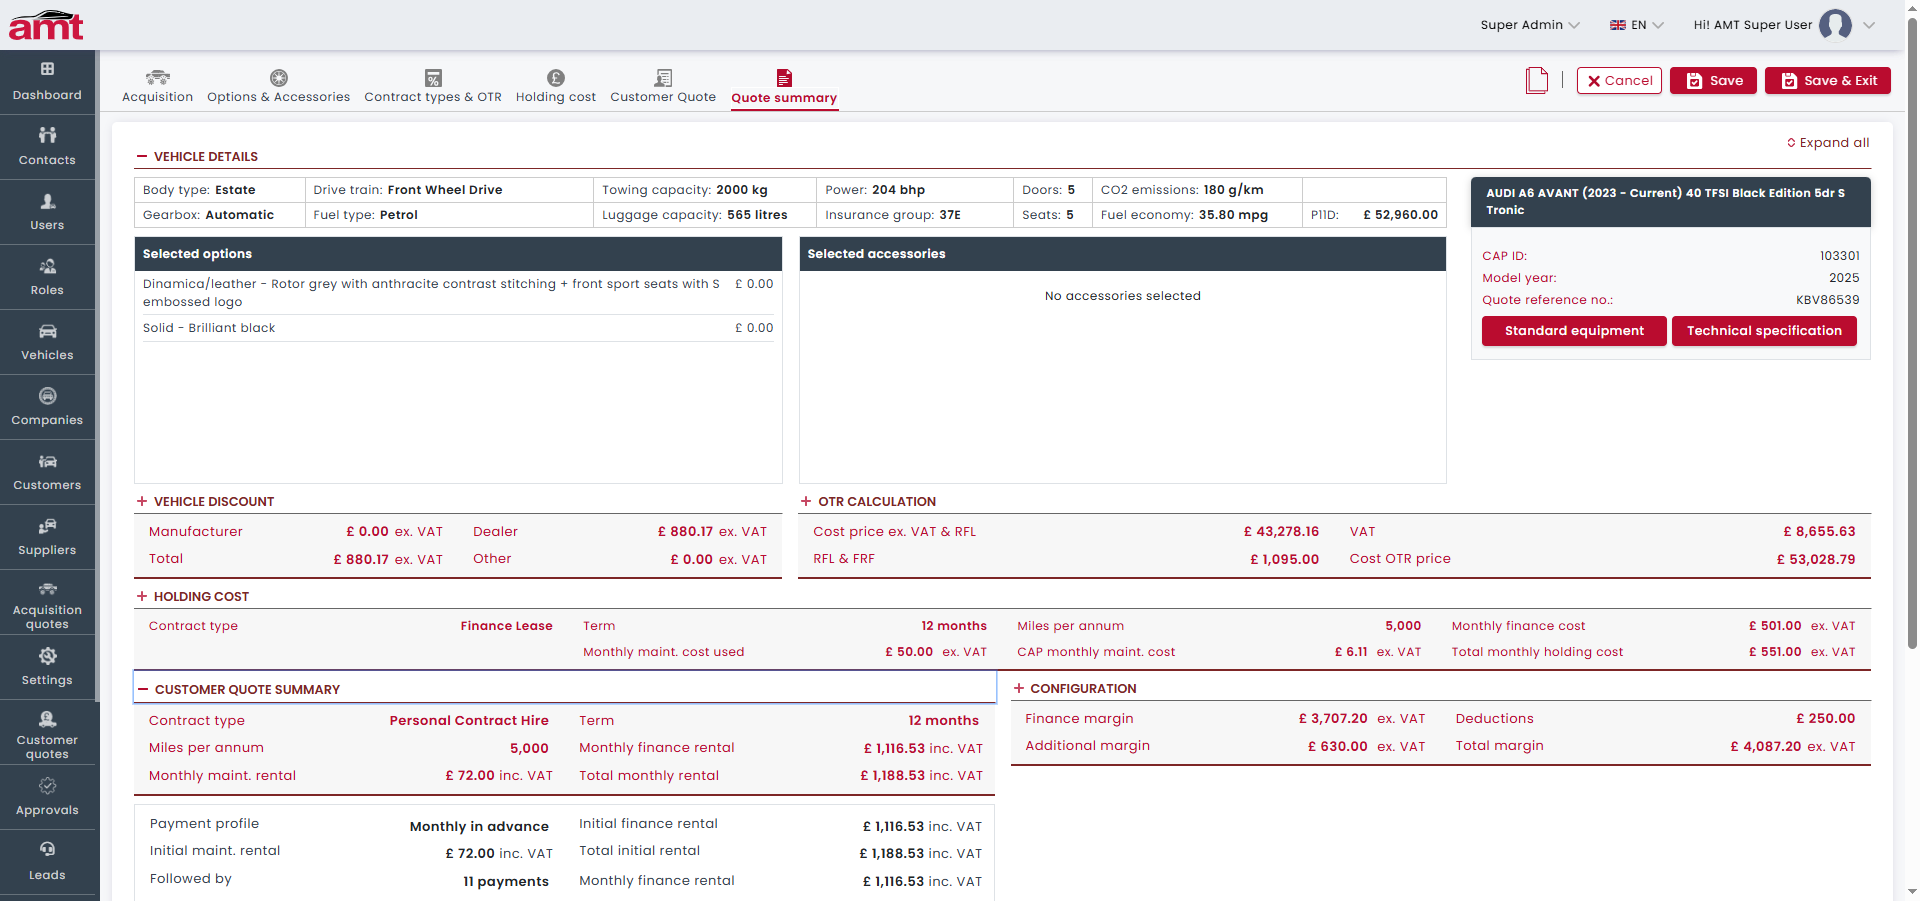 amt
Super Admin
EN
Hi! AMT Super User
Dashboard
Contacts
Users
Roles
Vehicles
Companies
Customers
Suppliers
Acquisition
quotes
Settings
Customer
quotes
Approvals
Leads
Acquisition
Options & Accessories
Contract types & OTR
Holding cost
Customer Quote
Quote summary
Cancel
Save
Save & Exit
Expand all
VEHICLE DETAILS
Body type: Estate
Drive train: Front Wheel Drive
Towing capacity: 2000 kg
Power: 204 bhp
Doors: 5
CO2 emissions: 180 g/km
Gearbox: Automatic
Fuel type: Petrol
Luggage capacity: 565 litres
Insurance group: 37E
Seats: 5
Fuel economy: 35.80 mpg
P11D: £ 52,960.00
AUDI A6 AVANT (2023 - Current) 40 TFSI Black Edition 5dr S
Tronic
CAP ID: 103301
Model year: 2025
Quote reference no.: KBV86539
Standard equipment
Technical specification
Selected options
Dinamica/leather - Rotor grey with anthracite contrast stitching + front sport seats with S £ 0.00
embossed logo
Solid - Brilliant black £ 0.00
Selected accessories
No accessories selected
VEHICLE DISCOUNT
Manufacturer £ 0.00 ex. VAT Dealer £ 880.17 ex. VAT
Total £ 880.17 ex. VAT Other £ 0.00 ex. VAT
OTR CALCULATION
Cost price ex. VAT & RFL £ 43,278.16 VAT £ 8,655.63
RFL & FRF £ 1,095.00 Cost OTR price £ 53,028.79
HOLDING COST
Contract type Finance Lease Term 12 months Miles per annum 5,000 Monthly finance cost £ 501.00 ex. VAT
Monthly maint. cost used £ 50.00 ex. VAT CAP monthly maint. cost £ 6.11 ex. VAT Total monthly holding cost £ 551.00 ex. VAT
CUSTOMER QUOTE SUMMARY
Contract type Personal Contract Hire Term 12 months
Miles per annum 5,000 Monthly finance rental £ 1,116.53 inc. VAT
Monthly maint. rental £ 72.00 inc. VAT Total monthly rental £ 1,188.53 inc. VAT
CONFIGURATION
Finance margin £ 3,707.20 ex. VAT Deductions £ 250.00
Additional margin £ 630.00 ex. VAT Total margin £ 4,087.20 ex. VAT
Payment profile Monthly in advance Initial finance rental £ 1,116.53 inc. VAT
Initial maint. rental £ 72.00 inc. VAT Total initial rental £ 1,188.53 inc. VAT
Followed by 11 payments Monthly finance rental £ 1,116.53 inc. VAT